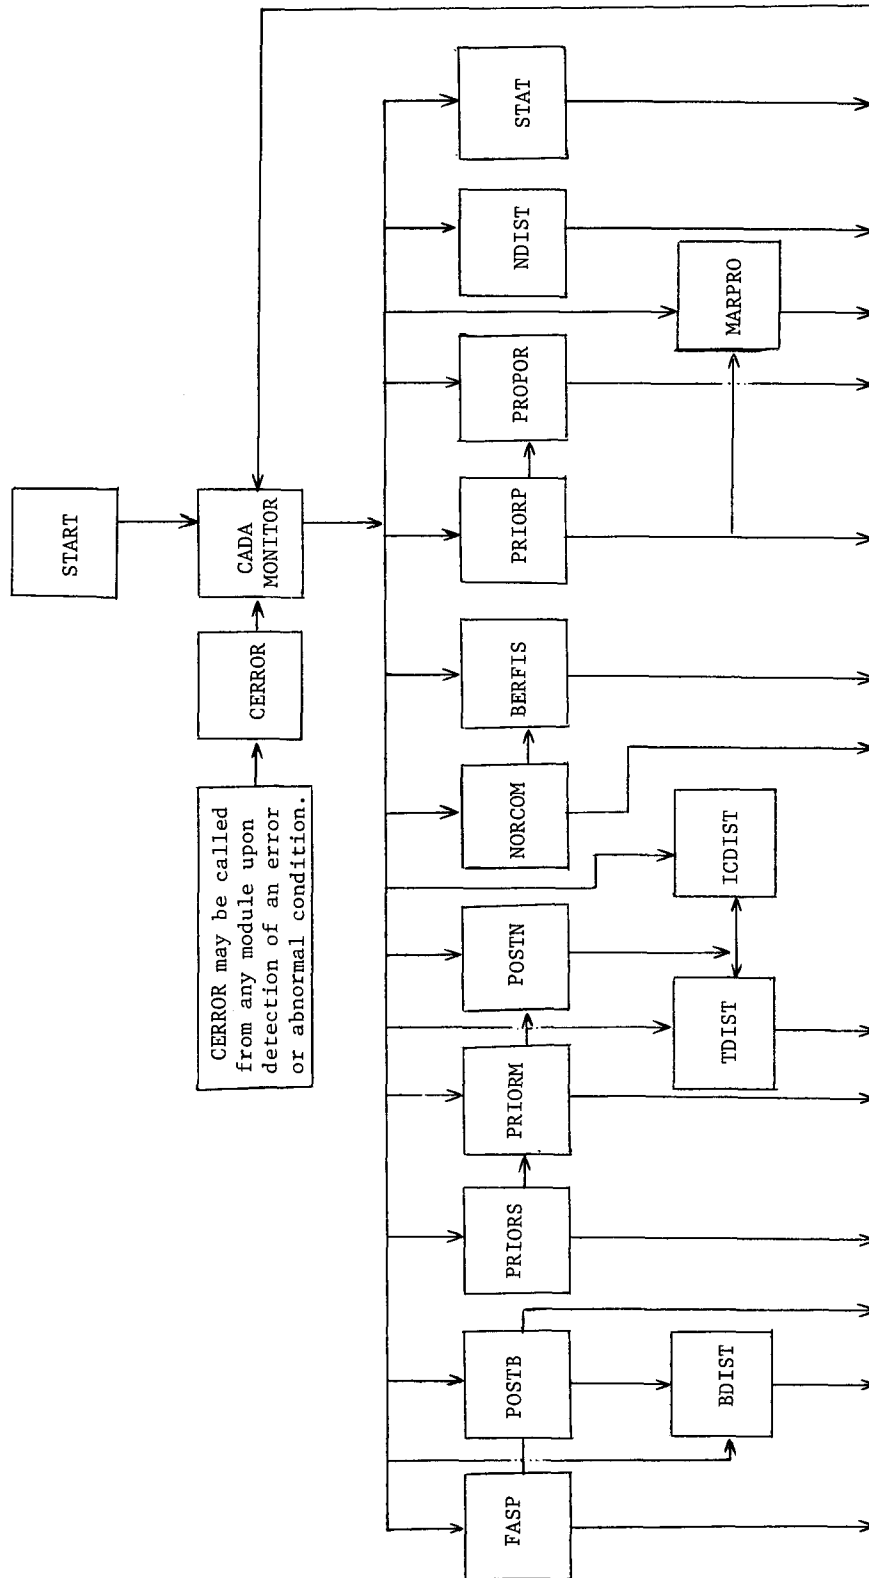 START
CADA
MONITOR
CERROR
CERROR may be called
from any module upon
detection of an error
or abnormal condition.
FASP
POSTB
PRIORS
PRIORM
POSTN
NORCOM
BERFIS
PRIORP
PROPOR
NDIST
STAT
BDIST
TDIST
ICDIST
MARPRO